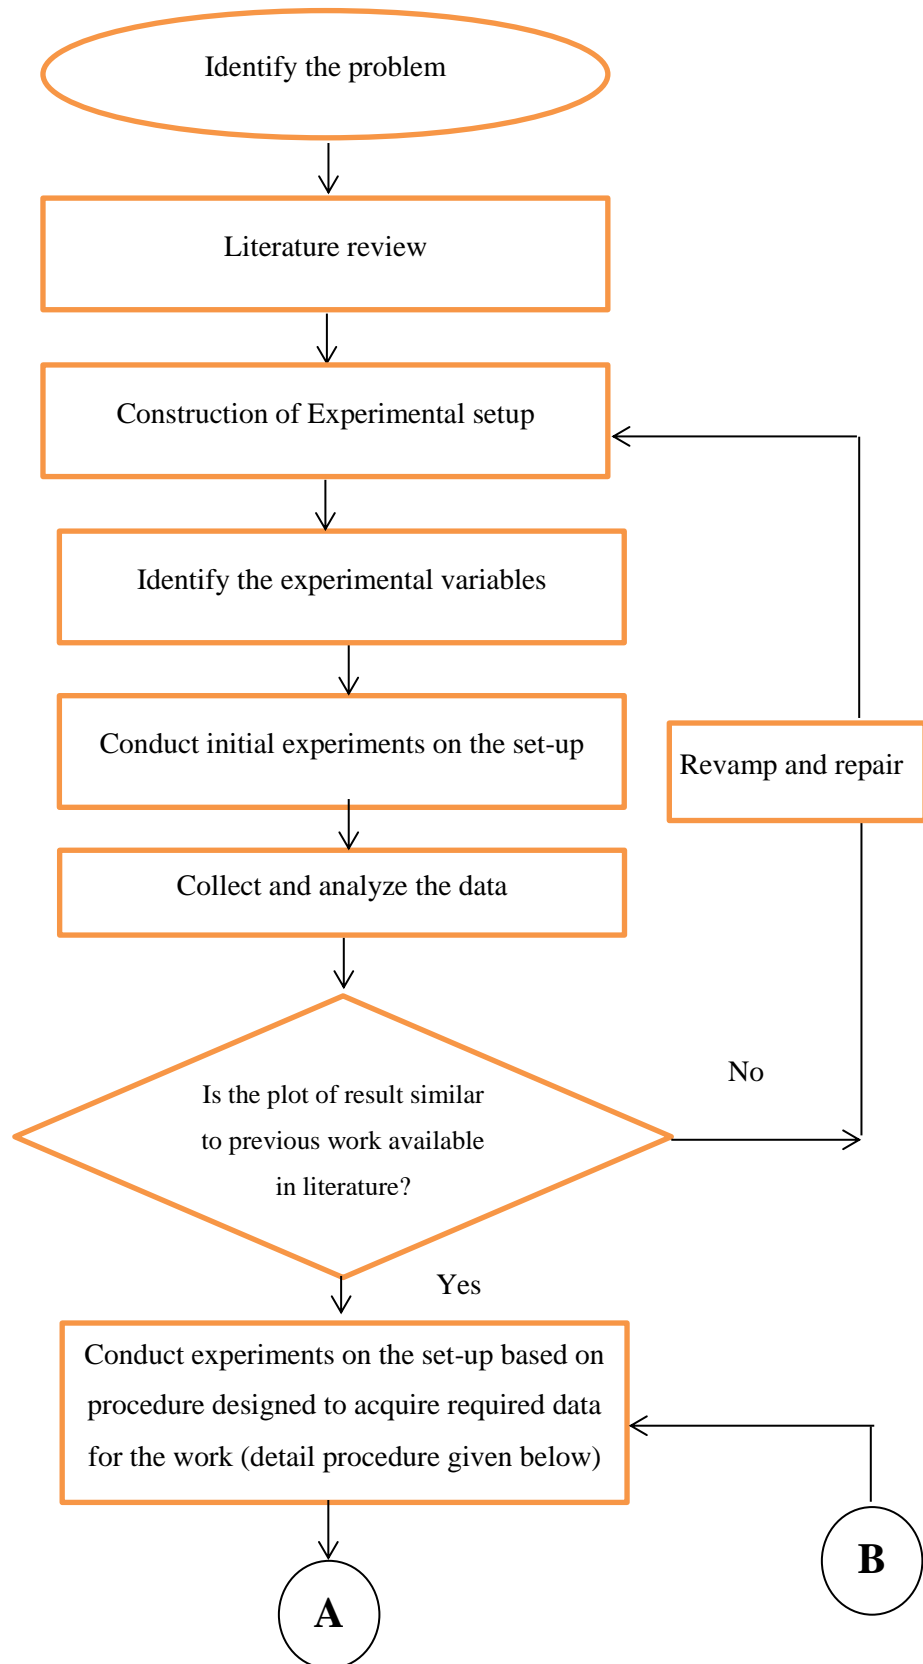 Identify the problem
Literature review
Construction of Experimental setup
Identify the experimental variables
Conduct initial experiments on the set-up
Revamp and repair
Collect and analyze the data
No
Is the plot of result similar
to previous work available
in literature?
Yes
Conduct experiments on the set-up based on
procedure designed to acquire required data
for the work (detail procedure given below)
B
A